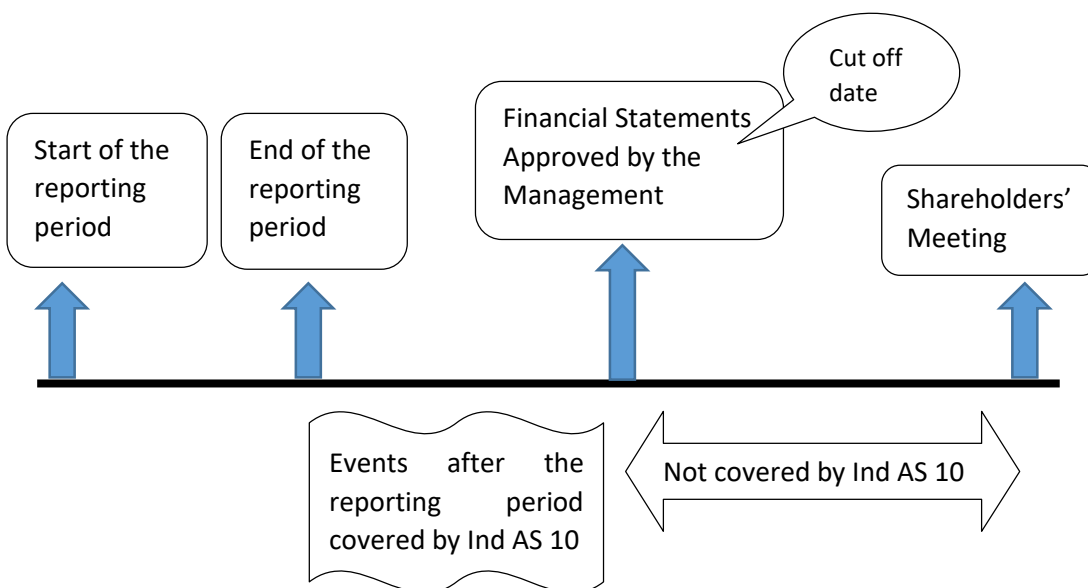 Cut off
date
Financial Statements
Approved by the
Management
Start of the
reporting
period
End of the
reporting
period
Shareholders’
Meeting
Events after the
reporting period
covered by Ind AS 10
Not covered by Ind AS 10